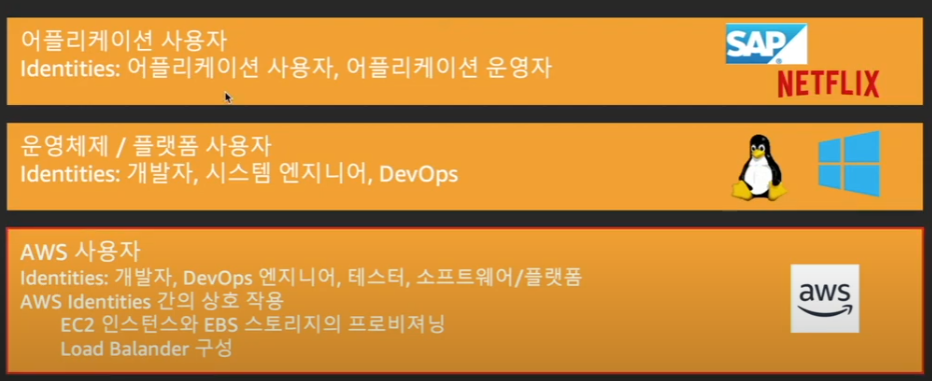 어플리케이션 사용자
Identities: 어플리케이션 사용자, 어플리케이션 운영자
SAP
NETFLIX
운영체제 / 플랫폼 사용자
Identities: 개발자, 시스템 엔지니어, DevOps
AWS 사용자
Identities: 개발자, DevOps 엔지니어, 테스터, 소프트웨어/플랫폼
AWS Identities 간의 상호 작용
EC2 인스턴스와 EBS 스토리지의 프로비져닝
Load Balander 구성
aws